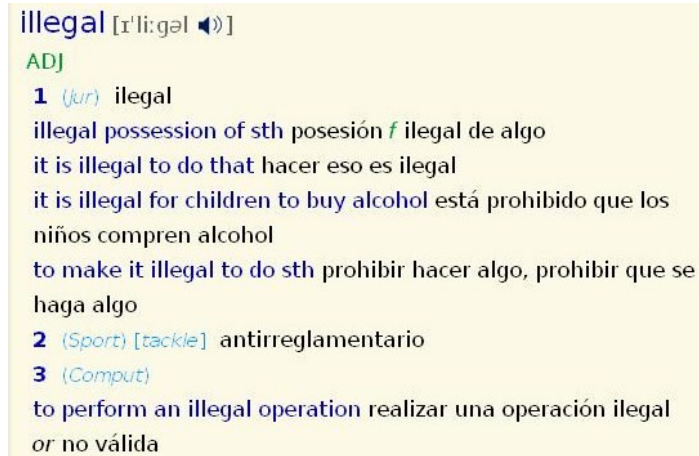 illegal [ɪˈliːgəl]
ADJ
1 (Jur) ilegal
illegal possession of sth posesión f ilegal de algo
it is illegal to do that hacer eso es ilegal
it is illegal for children to buy alcohol está prohibido que los
niños compren alcohol
to make it illegal to do sth prohibir hacer algo, prohibir que se
haga algo
2 (Sport) [tackle] antirreglamentario
3 (Comput)
to perform an illegal operation realizar una operación ilegal
or no válida